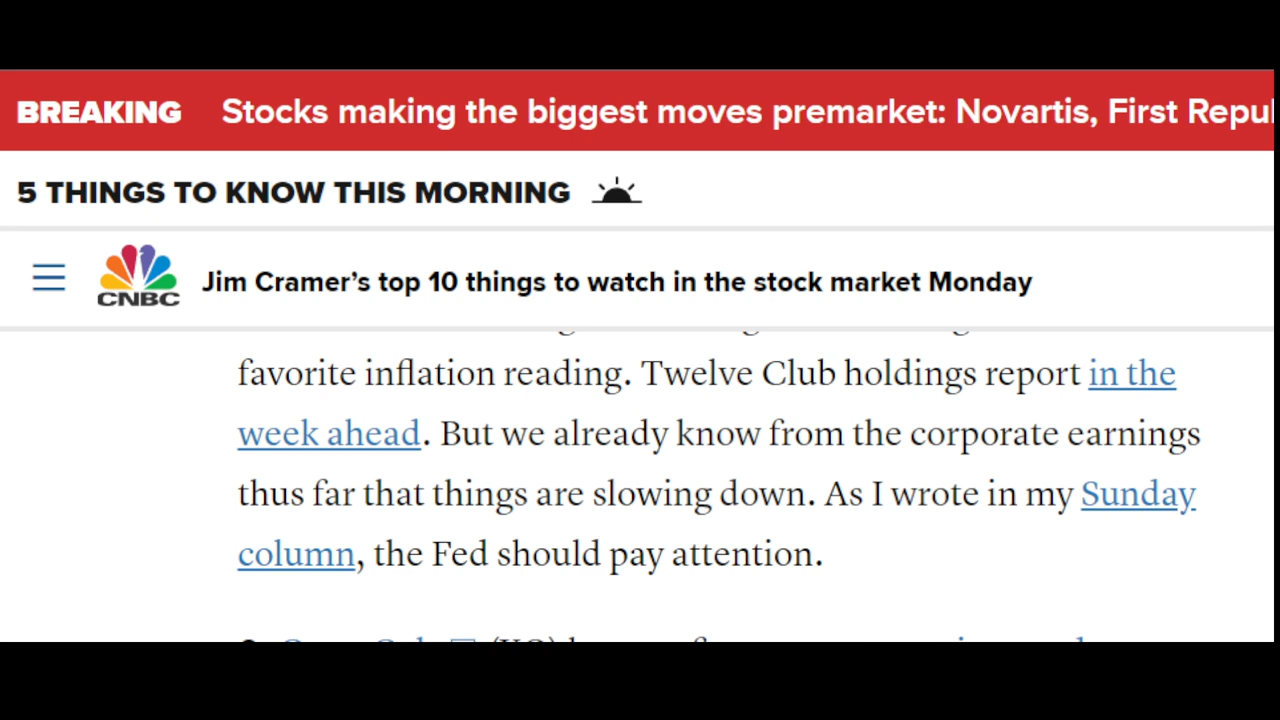 BREAKING Stocks making the biggest moves premarket: Novartis, First
5 THINGS TO KNOW THIS MORNING
CNBC
Jim Cramer’s top 10 things to watch in the stock market Monday
favorite inflation reading. Twelve Club holdings report in the
week ahead. But we already know from the corporate earnings
thus far that things are slowing down. As I wrote in my Sunday
column, the Fed should pay attention.